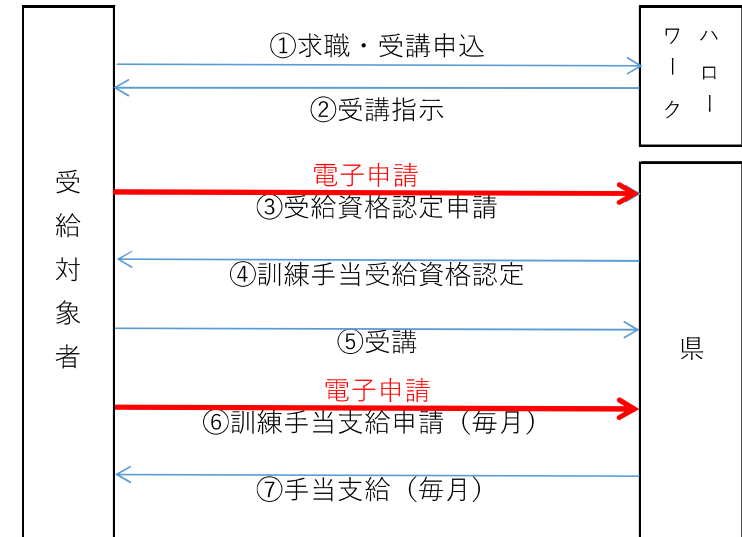 受給対象者
ハローワーク
①求職・受講申込
②受講指示
電子申請
③受給資格認定申請
④訓練手当受給資格認定
⑤受講
電子申請
⑥訓練手当支給申請（毎月）
⑦手当支給（毎月）
県